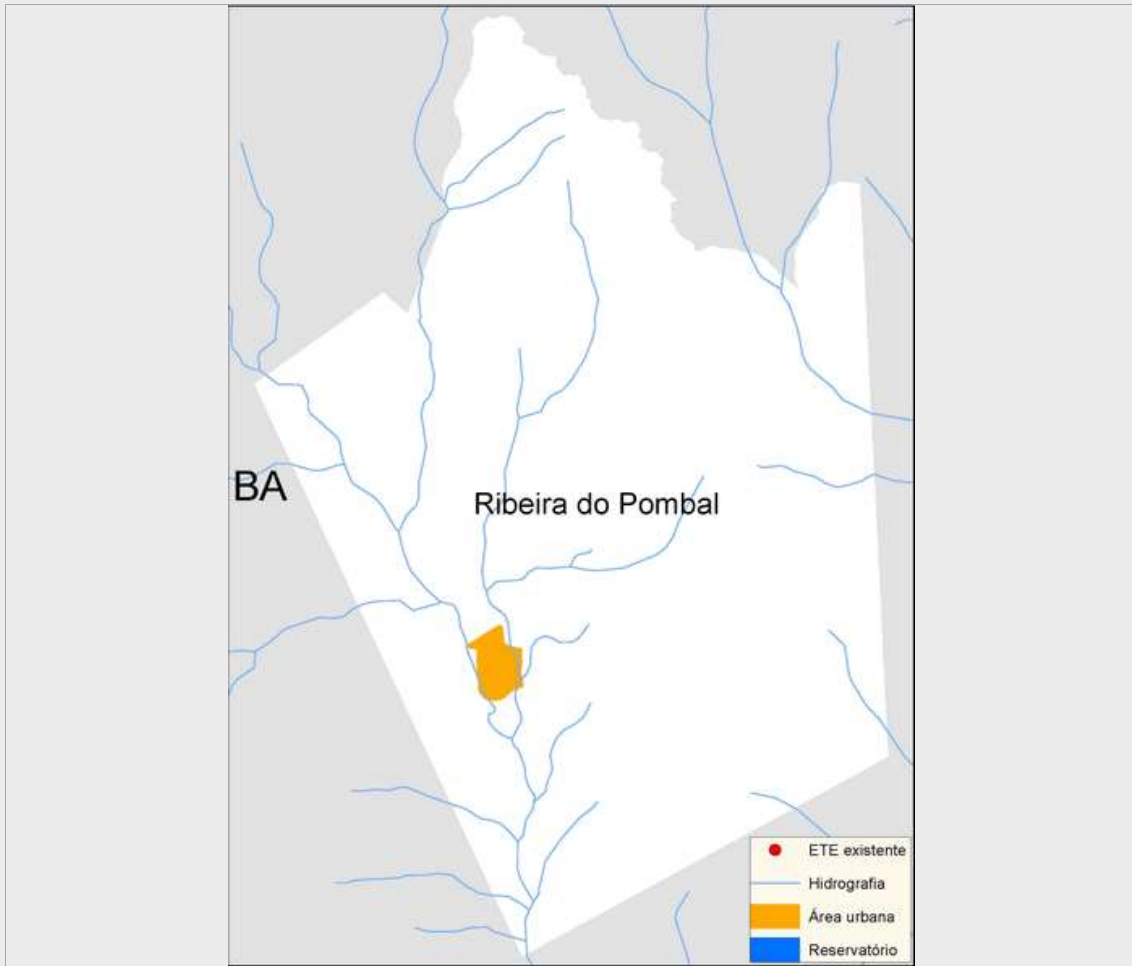 BA
Ribeira do Pombal
ETE existente
Hidrografia
Área urbana
Reservatório